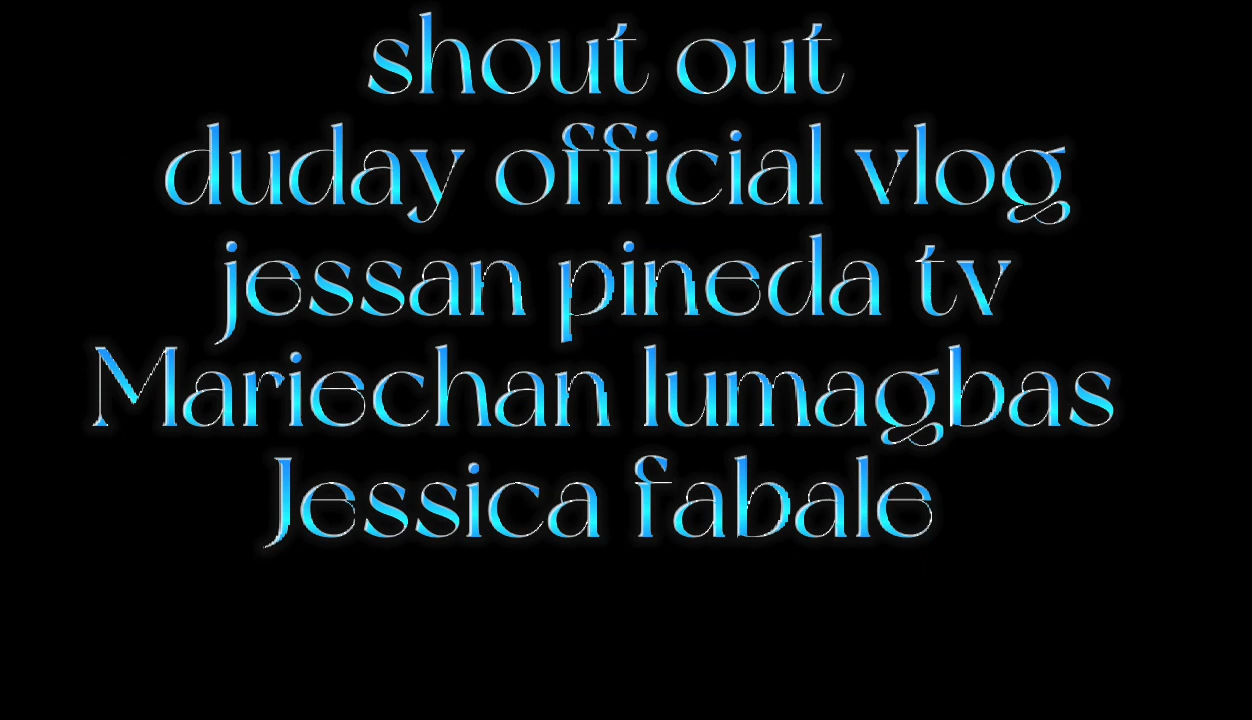 shout out
duday official vlog
jessan pineda tv
Mariechan lumagbas
Jessica fabale